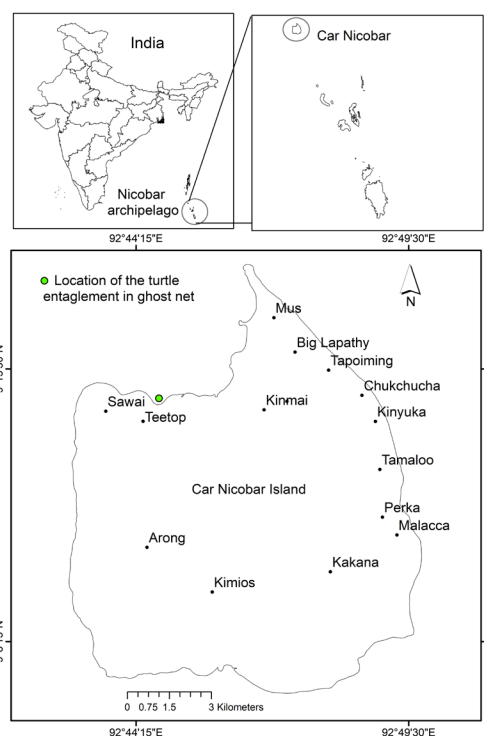 India
Car Nicobar
Nicobar
archipelago
92°44'15"E
92°49'30"E
Location of the turtle
entaglement in ghost net
N
Mus
Big Lapathy
Tapoiming
Chukchucha
Sawai
Kinmai
Teetop
Kinyuka
Tamaloo
Car Nicobar Island
Perka
Malacca
Arong
Kakana
Kimios
0 0.75 1.5 3 Kilometers
92°44'15"E
92°49'30"E